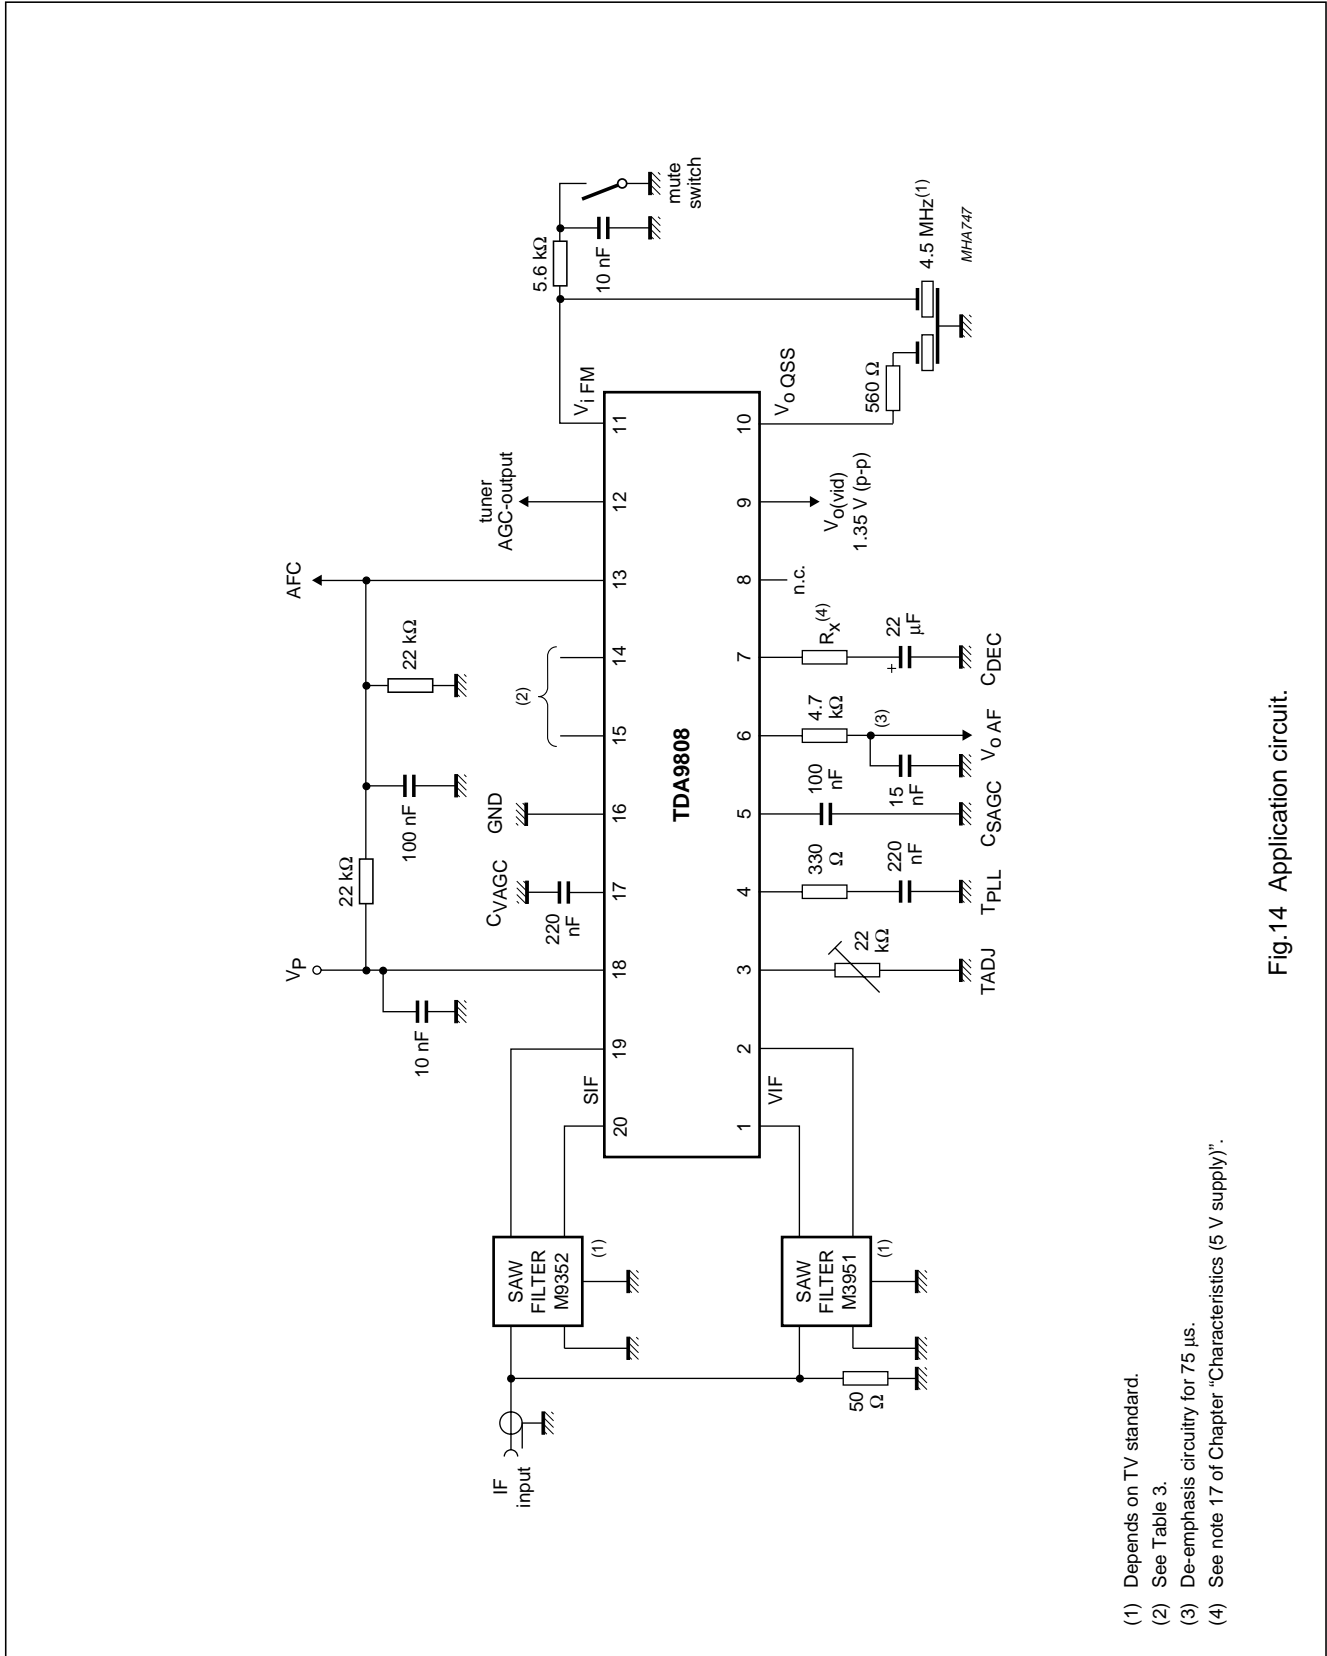 IF
input
SAW
FILTER
M9352
(1)
SAW
FILTER
M3951
(1)
50
Ω
VP
10 nF
22 kΩ
100 nF
22 kΩ
AFC
CVAGC
220
nF
GND
(2)
tuner
AGC-output
5.6 kΩ
10 nF
mute
switch
SIF
Vi FM
20
19
18
17
16
15
14
13
12
11
TDA9808
1
2
3
4
5
6
7
8
9
10
VIF
Vo QSS
22
kΩ
TADJ
330
Ω
220
nF
TPLL
100
nF
CSAGC
4.7
kΩ
(3)
15
nF
Vo AF
RX(4)
+
22
μF
CDEC
n.c.
Vo(vid)
1.35 V (p-p)
560 Ω
4.5 MHz(1)
MHA747
(1) Depends on TV standard.
(2) See Table 3.
(3) De-emphasis circuitry for 75 μs.
(4) See note 17 of Chapter “Characteristics (5 V supply)”.
Fig.14 Application circuit.